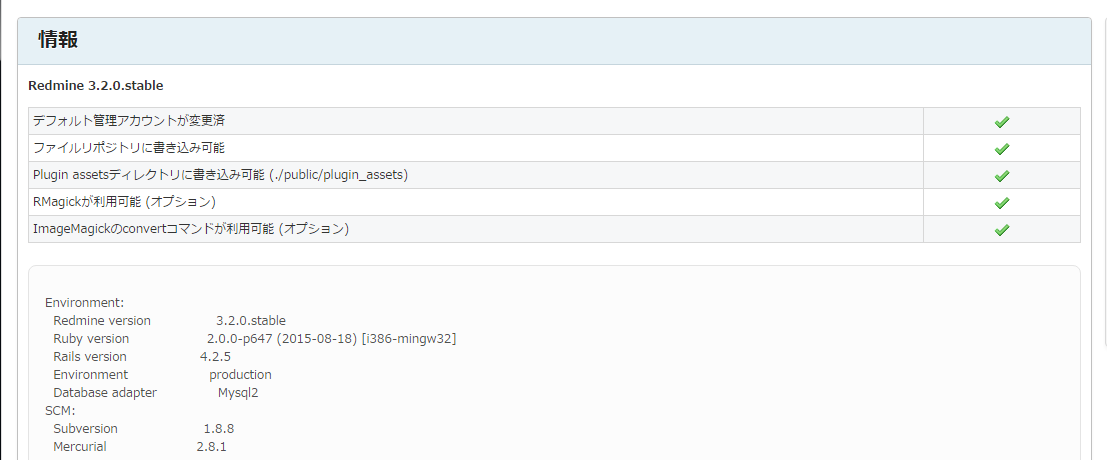 情報
Redmine 3.2.0.stable
デフォルト管理アカウントが変更済
ファイルリポジトリに書き込み可能
Plugin assetsディレクトリに書き込み可能 (./public/plugin_assets)
RMagickが利用可能 (オプション)
ImageMagickのconvertコマンドが利用可能 (オプション)
Environment:
Redmine version 3.2.0.stable
Ruby version 2.0.0-p647 (2015-08-18) [i386-mingw32]
Rails version 4.2.5
Environment production
Database adapter Mysql2
SCM:
Subversion 1.8.8
Mercurial 2.8.1